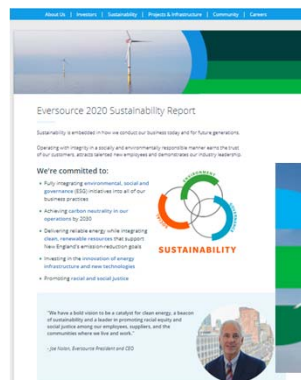 About Us | Investors | Sustainability | Projects & Infrastructure | Community | Careers
Eversource 2020 Sustainability Report
Sustainability is embedded in how we conduct our business today and for future generations.
Operating with integrity in a socially and environmentally responsible manner earns the trust
of our customers, attracts talented new employees and demonstrates our industry leadership.
We're committed to:
Fully integrating environmental, social and
governance (ESG) initiatives into all of our
business practices
Achieving carbon neutrality in our
operations by 2030
Delivering reliable energy while integrating
clean, renewable resources that support
New England's emission-reduction goals
Investing in the innovation of energy
infrastructure and new technologies
Promoting racial and social justice
ENVIRONMENT
SUSTAINABILITY
"We have a bold vision to be a catalyst for clean energy, a beacon
of sustainability and a leader in promoting racial equity and
social justice among our employees, suppliers, and the
communities where we live and work."
- Joe Nolan, Eversource President and CEO